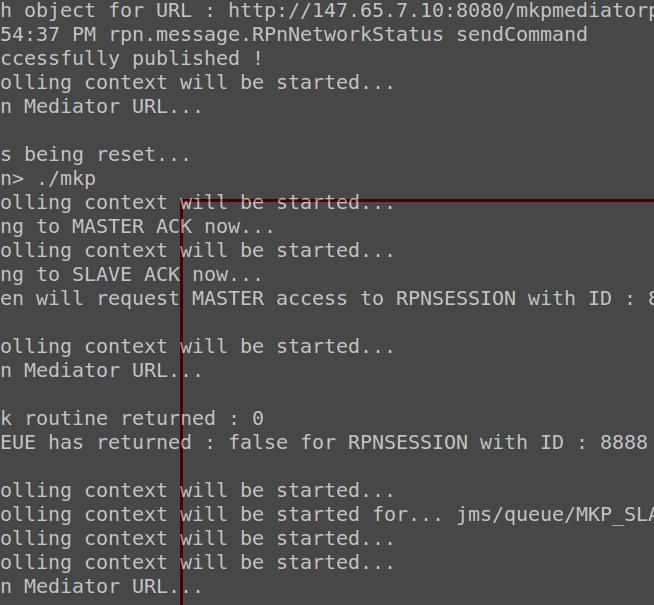 h object for URL : http://147.65.7.10:8080/mkpmediatorp
54:37 PM rpn.message.RPnNetworkStatus sendCommand
ccessfully published !
olling context will be started...
n Mediator URL...
s being reset...
n> ./mkp
olling context will be started...
ng to MASTER ACK now...
olling context will be started...
ng to SLAVE ACK now...
en will request MASTER access to RPNSESSION with ID : 8
olling context will be started...
n Mediator URL...
k routine returned : 0
EUE has returned : false for RPNSESSION with ID : 8888
olling context will be started...
olling context will be started for... jms/queue/MKP_SLA
olling context will be started...
olling context will be started...
n Mediator URL...